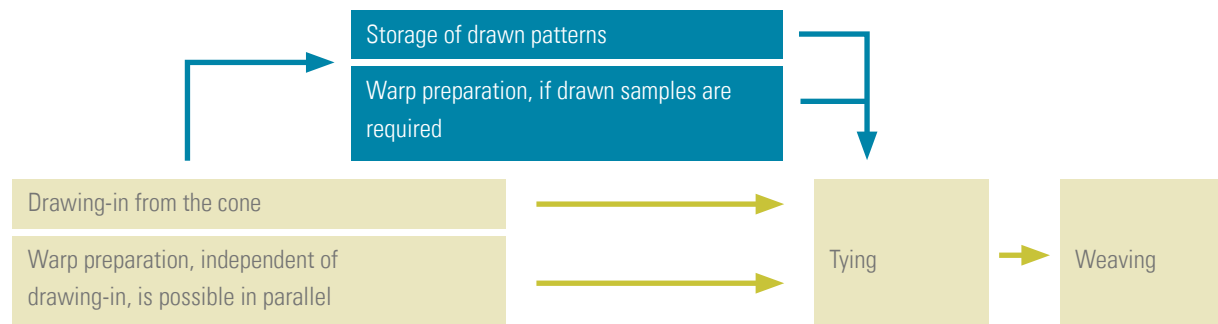 Storage of drawn patterns
Warp preparation, if drawn samples are
required
Drawing-in from the cone
Warp preparation, independent of
drawing-in, is possible in parallel
Tying
Weaving